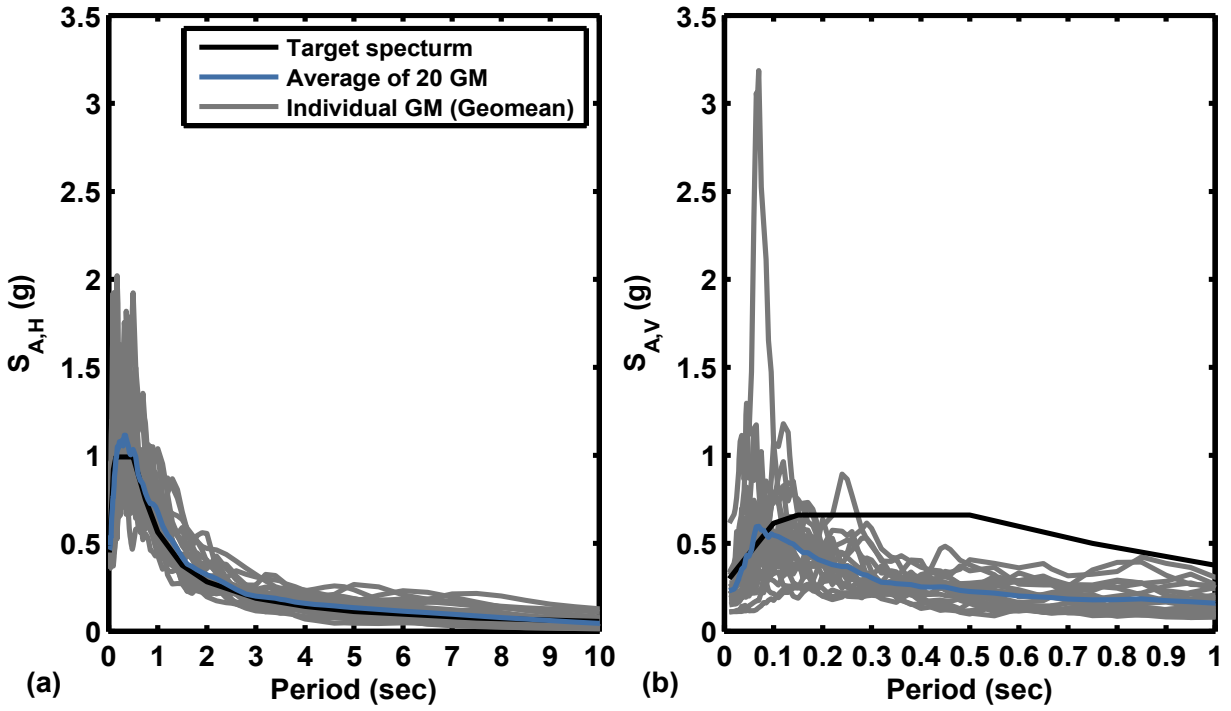 3.5
3
2.5
2
1.5
1
0.5
0
S_A,H (g)
Target specturm
Average of 20 GM
Individual GM (Geomean)
0 1 2 3 4 5 6 7 8 9 10
(a)
Period (sec)
3.5
3
2.5
2
1.5
1
0.5
0
S_A,V (g)
0 0.1 0.2 0.3 0.4 0.5 0.6 0.7 0.8 0.9 1
(b)
Period (sec)